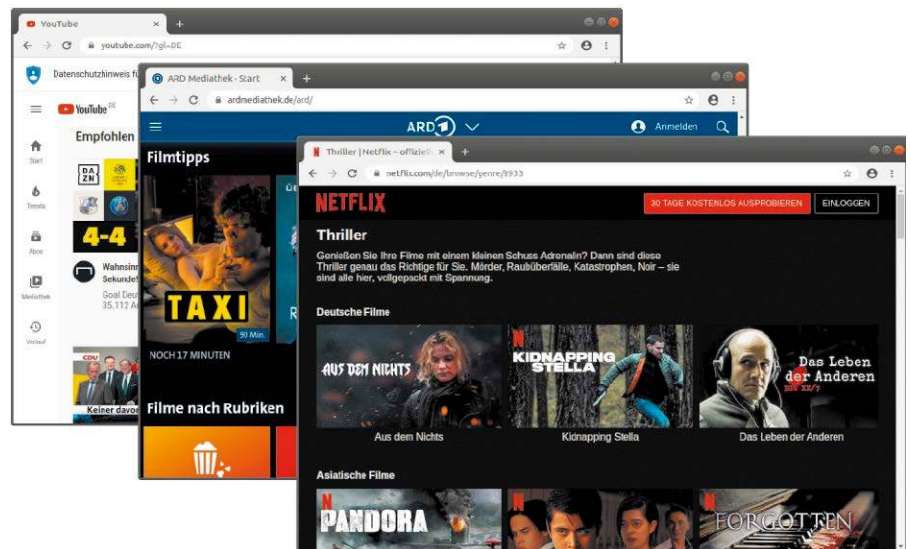 YouTube
youtube.com/?gl=DE
Datenschutzhinweis fü
YouTube DE
Empfohlen
Start
Trends
Abos
Mediathek
Verlauf
DA
ZN
4-4
Wahnsinn
Sekunde!
Goal Deu
35.112 A
CDU
Keiner davon
ARD Mediathek - Start
ardmediathek.de/ard/
ARD 1
Anmelden
Filmtipps
TAXI
90 Min.
NOCH 17 MINUTEN
Filme nach Rubriken
Thriller | Netflix – offiziell
netflix.com/de/browse/genre/8933
NETFLIX
30 TAGE KOSTENLOS AUSPROBIEREN
EINLOGGEN
Thriller
Genießen Sie Ihre Filme mit einem kleinen Schuss Adrenalin? Dann sind diese
Thriller genau das Richtige für Sie. Mörder, Raubüberfälle, Katastrophen, Noir – sie
sind alle hier, vollgepackt mit Spannung.
Deutsche Filme
AUS DEM NICHTS
N
KIDNAPPING
STELLA
Das Leben
der Anderen
Aus dem Nichts
Kidnapping Stella
Das Leben der Anderen
Asiatische Filme
N
PANDORA
N
N
FORGOTTEN